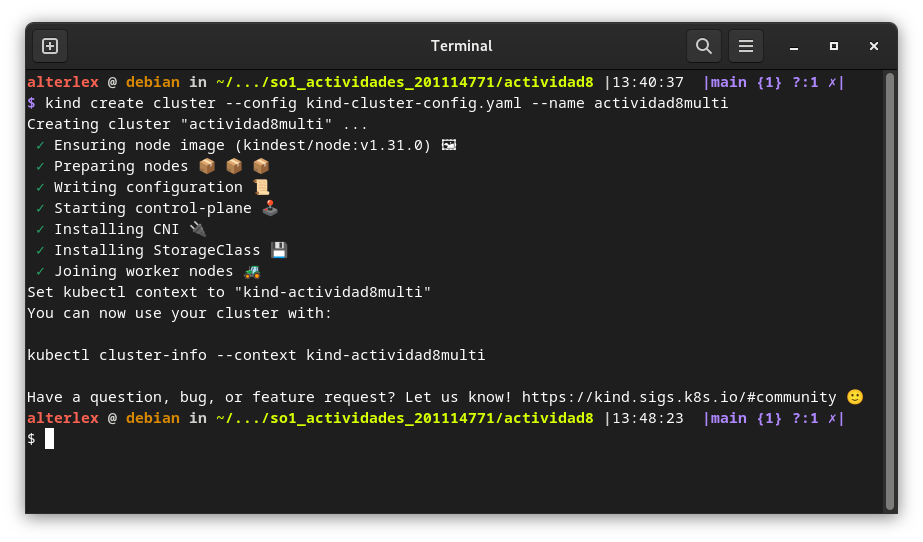 Terminal
alterlex @ debian in ~/.../so1_actividades_201114771/actividad8 |13:40:37  |main {1} ?:1 ✗|
$ kind create cluster --config kind-cluster-config.yaml --name actividad8multi
Creating cluster "actividad8multi" ...
✓ Ensuring node image (kindest/node:v1.31.0) 🖼
✓ Preparing nodes 📦 📦 📦
✓ Writing configuration 📜
✓ Starting control-plane 🕹️
✓ Installing CNI 🔌
✓ Installing StorageClass 💾
✓ Joining worker nodes 🚜
Set kubectl context to "kind-actividad8multi"
You can now use your cluster with:
kubectl cluster-info --context kind-actividad8multi
Have a question, bug, or feature request? Let us know! https://kind.sigs.k8s.io/#community 🙂
alterlex @ debian in ~/.../so1_actividades_201114771/actividad8 |13:48:23  |main {1} ?:1 ✗|
$